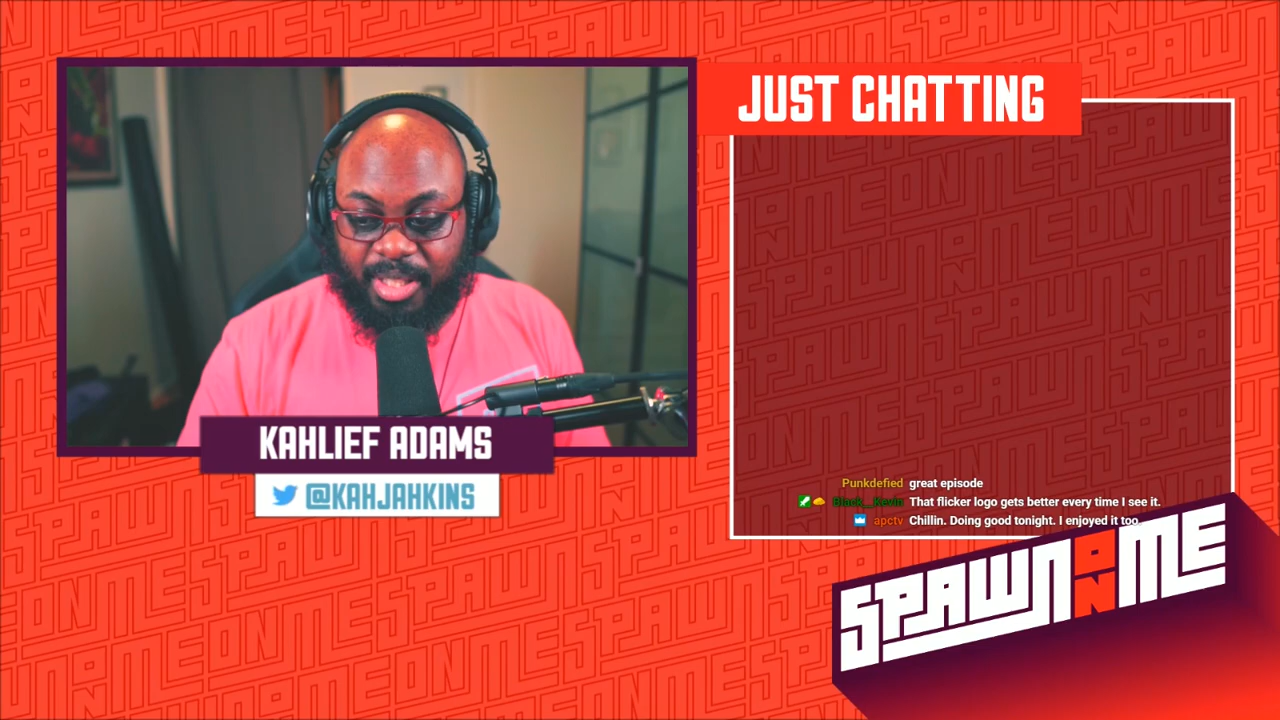 JUST CHATTING
KAHLIEF ADAMS
@KAHJAHKINS
Punkdefied great episode
Black__Kevin That flicker logo gets better every time I see it.
apctv Chillin. Doing good tonight. I enjoyed it too.
SPAWN ON ME